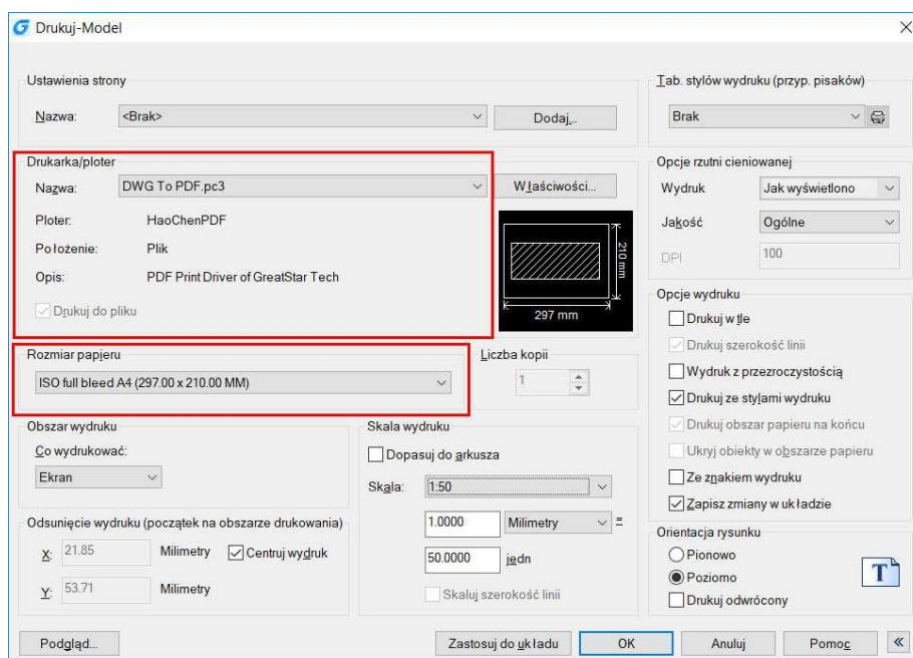 Drukuj-Model
Ustawienia strony
Nazwa: <Brak> Dodaj...
Tab. stylów wydruku (przyp. pisaków)
Brak
Drukarka/ploter
Nazwa: DWG To PDF.pc3 Właściwości...
Ploter: HaoChenPDF
Położenie: Plik
Opis: PDF Print Driver of GreatStar Tech
Drukuj do pliku
210 mm
297 mm
Opcje rzutni cieniowanej
Wydruk Jak wyświetlono
Jakość Ogólne
DPI 100
Rozmiar papieru
ISO full bleed A4 (297.00 x 210.00 MM)
Liczba kopii
1
Opcje wydruku
Drukuj w tle
Drukuj szerokość linii
Wydruk z przezroczystością
Drukuj ze stylami wydruku
Drukuj obszar papieru na końcu
Ukryj obiekty w obszarze papieru
Ze znakiem wydruku
Zapisz zmiany w układzie
Obszar wydruku
Co wydrukować:
Ekran
Skala wydruku
Dopasuj do arkusza
Skala: 1:50
1.0000 Milimetry =
50.0000 jedn
Skaluj szerokość linii
Odsunięcie wydruku (początek na obszarze drukowania)
X: 21.85 Milimetry Centruj wydruk
Y: 53.71 Milimetry
Orientacja rysunku
Pionowo
Poziomo
Drukuj odwrócony
T
Podgląd... Zastosuj do układu OK Anuluj Pomoc «